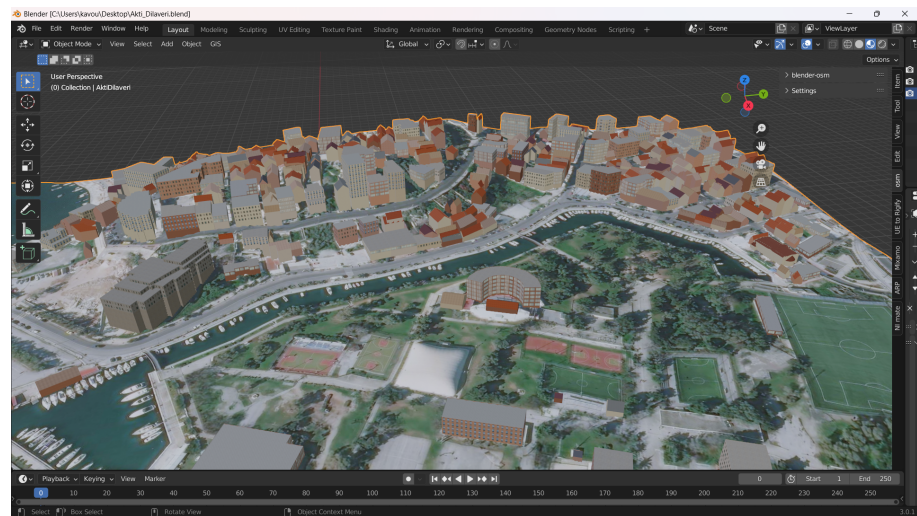 Blender [C:\Users\kavou\Desktop\Akti_Dilaveri.blend]
File Edit Render Window Help Layout Modeling Sculpting UV Editing Texture Paint Shading Animation Rendering Compositing Geometry Nodes Scripting + Scene ViewLayer
Object Mode View Select Add Object GIS Global
Options
User Perspective
(0) Collection | AktiDilaveri
blender-osm
Settings
Z
Y
X
Item
Tool
View
Edit
osm
UE to Rigify
Mixamo
ARP
NI mate
Playback Keying View Marker 0 Start 1 End 250
0 10 20 30 40 50 60 70 80 90 100 110 120 130 140 150 160 170 180 190 200 210 220 230 240 250
Select Box Select Rotate View Object Context Menu 3.0.1